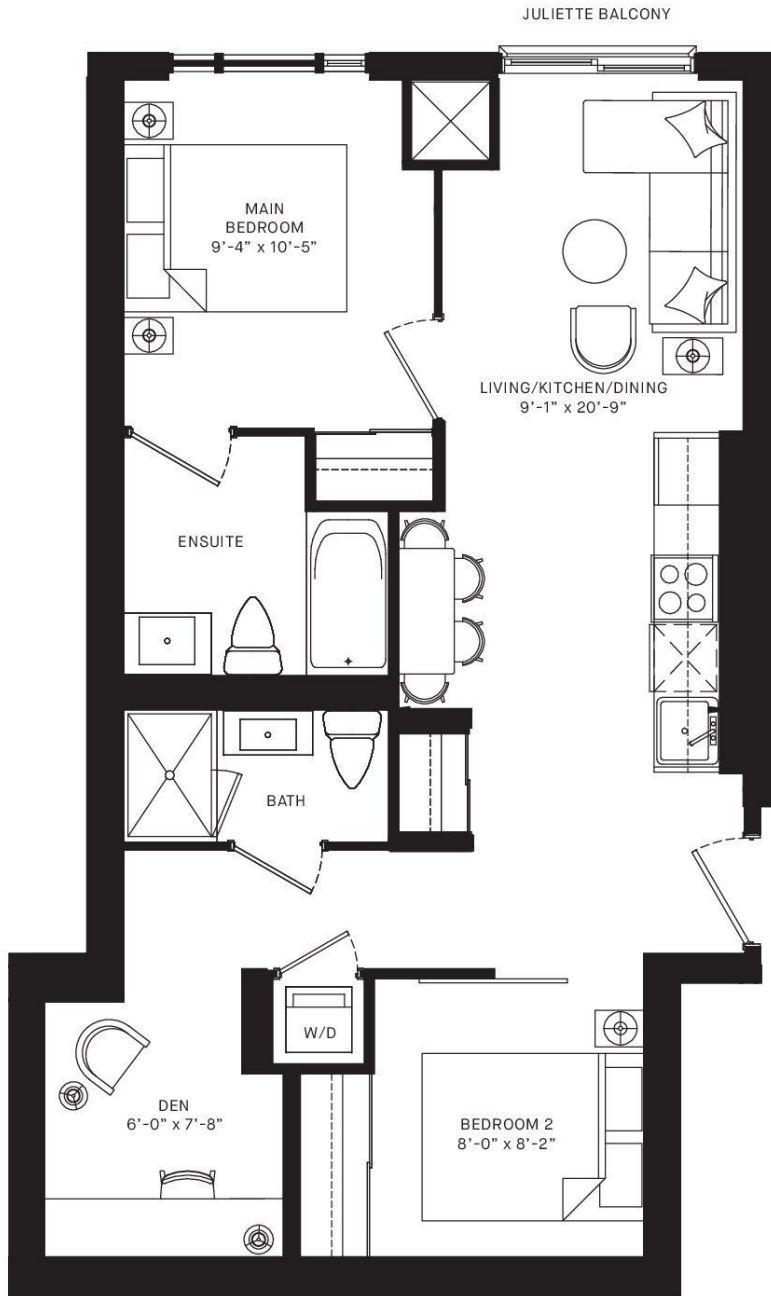 JULIETTE BALCONY
MAIN
BEDROOM
9’-4” x 10’-5”
LIVING/KITCHEN/DINING
9’-1” x 20’-9”
ENSUITE
BATH
W/D
DEN
6’-0” x 7’-8”
BEDROOM 2
8’-0” x 8’-2”